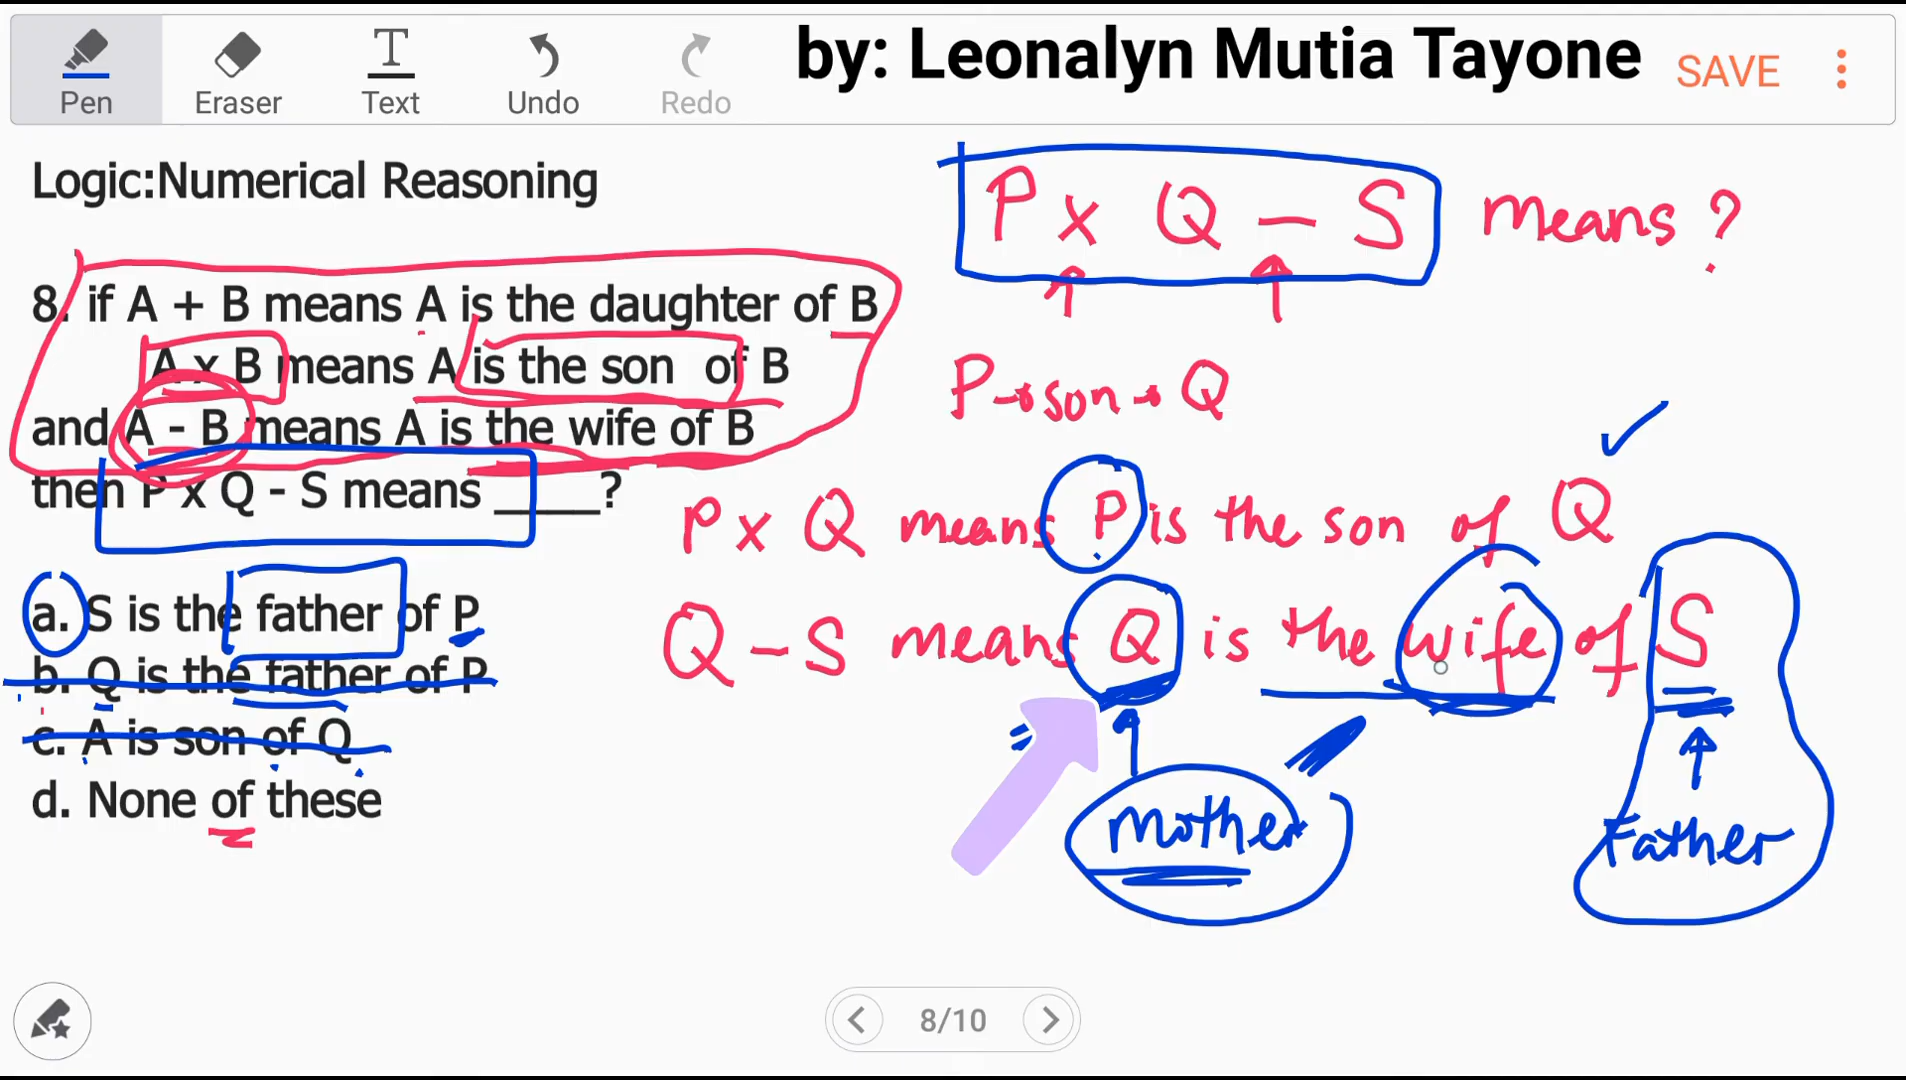 by: Leonalyn Mutia Tayone
SAVE
Pen
Eraser
Text
Undo
Redo
Logic:Numerical Reasoning
8. if A + B means A is the daughter of B
A x B means A is the son of B
and A - B means A is the wife of B
then P x Q - S means _____?
a. S is the father of P
b. Q is the father of P
c. A is son of Q
d. None of these
P x Q - S means ?
P → son → Q
P x Q means P is the son of Q
Q - S means Q is the wife of S
mother
Father
8/10